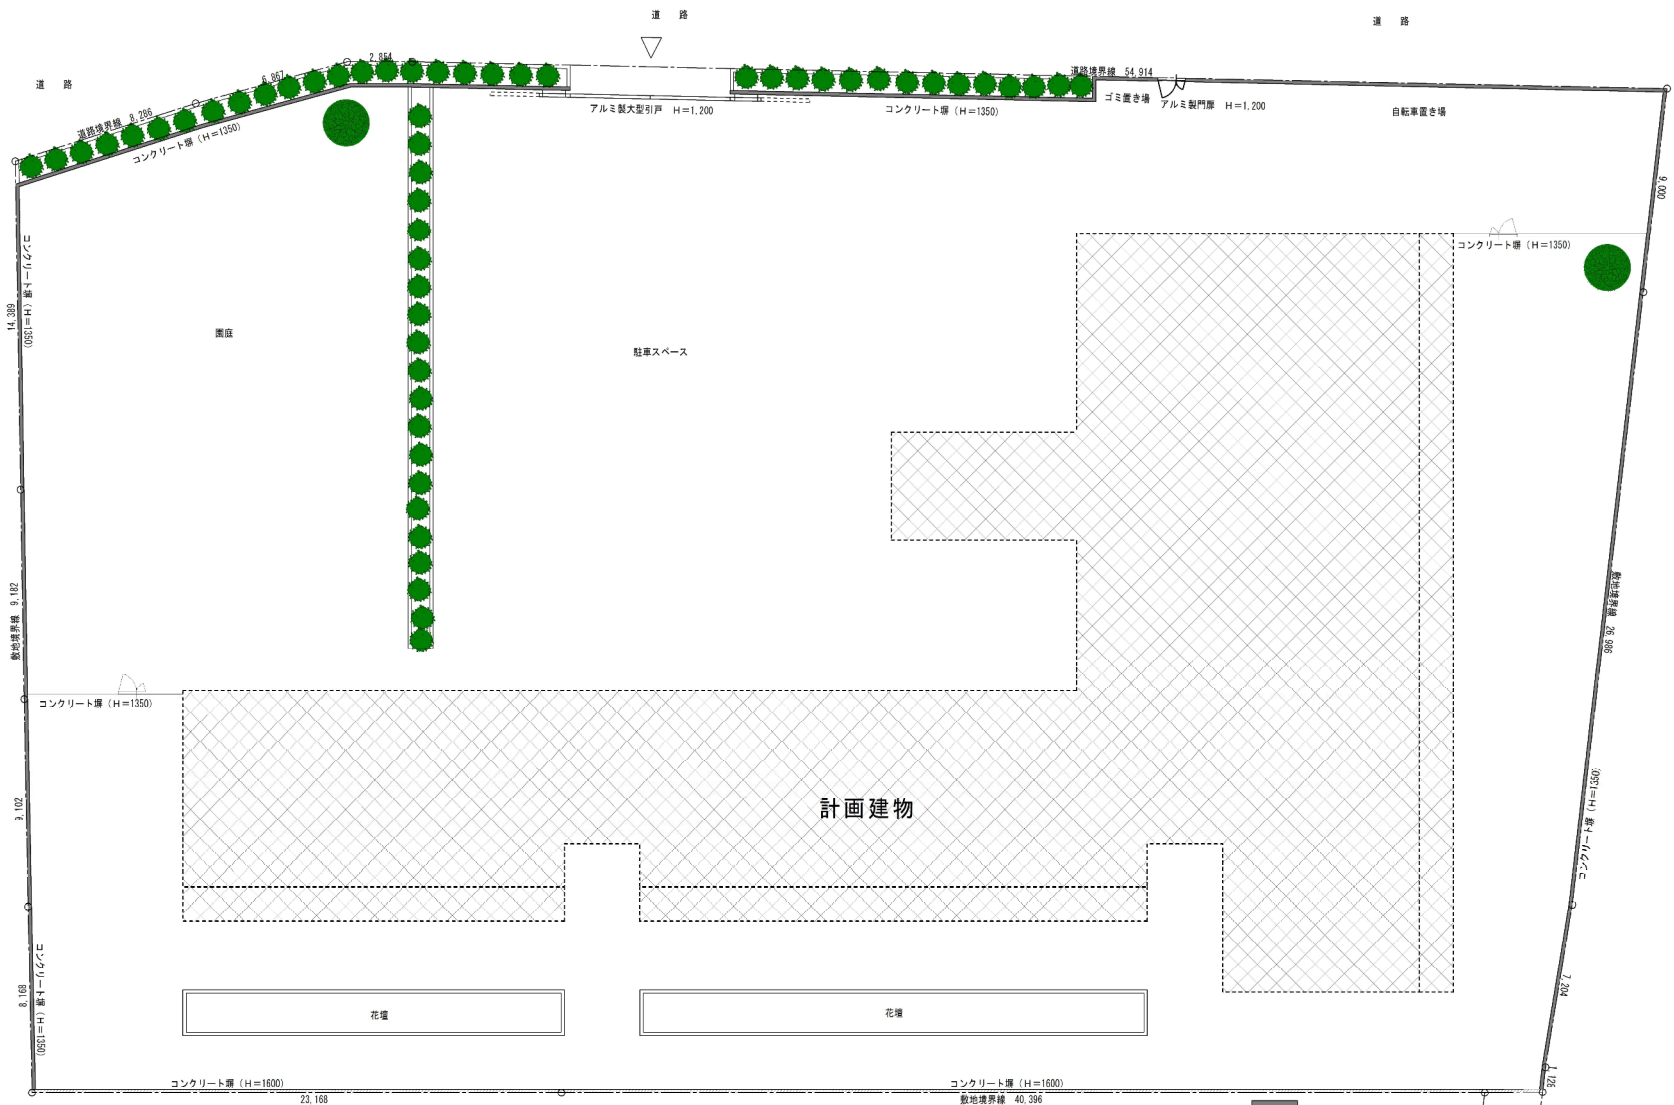 道　路
道　路
道　路
2,854
6,867
道路境界線　8,286
コンクリート塀（H＝1350）
アルミ製大型引戸　H＝1,200
コンクリート塀（H＝1350）
道路境界線　54,914
ゴミ置き場
アルミ製門扉　H＝1,200
自転車置き場
9,000
コンクリート塀（H＝1350）
コンクリート塀（H＝1350）
14,389
園庭
駐車スペース
敷地境界線　9,182
敷地境界線　26,986
コンクリート塀（H＝1350）
計画建物
9,102
コンクリート塀（H＝1350）
コンクリート塀（H＝1350）
8,168
花壇
花壇
7,204
1,126
コンクリート塀（H＝1600）
コンクリート塀（H＝1600）
23,168
敷地境界線　40,396